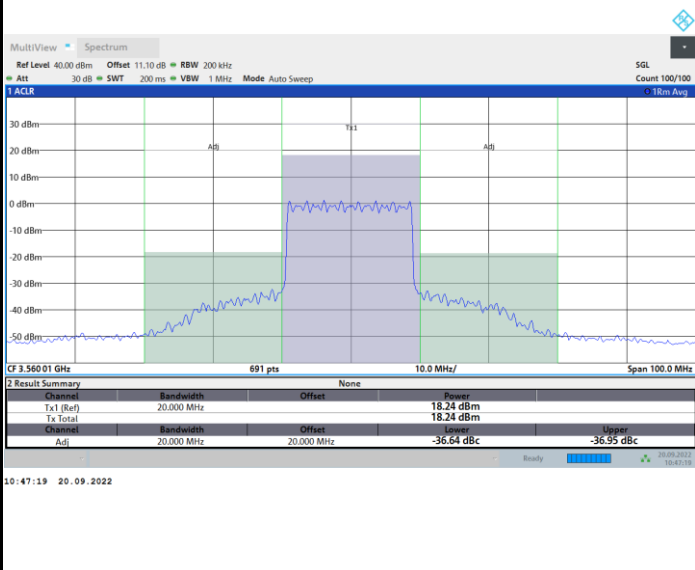 MultiView Spectrum
Ref Level 40.00 dBm Offset 11.10 dB RBW 200 kHz SGL
Att 30 dB SWT 200 ms VBW 1 MHz Mode Auto Sweep Count 100/100
1 ACLR 1Rm Avg
30 dBm
Tx1
20 dBm Adj Adj
10 dBm
0 dBm
-10 dBm
-20 dBm
-30 dBm
-40 dBm
-50 dBm
CF 3.56001 GHz 691 pts 10.0 MHz/ Span 100.0 MHz
2 Result Summary None
Channel Bandwidth Offset Power
Tx1 (Ref) 20.000 MHz 18.24 dBm
Tx Total 18.24 dBm
Channel Bandwidth Offset Lower Upper
Adj 20.000 MHz 20.000 MHz -36.64 dBc -36.95 dBc
Ready 20.09.2022
10:47:19
10:47:19 20.09.2022